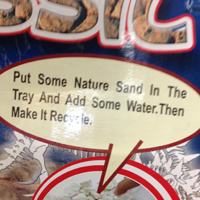 Put Some Nature Sand In The
Tray And Add Some Water.Then
Make It Recycle.